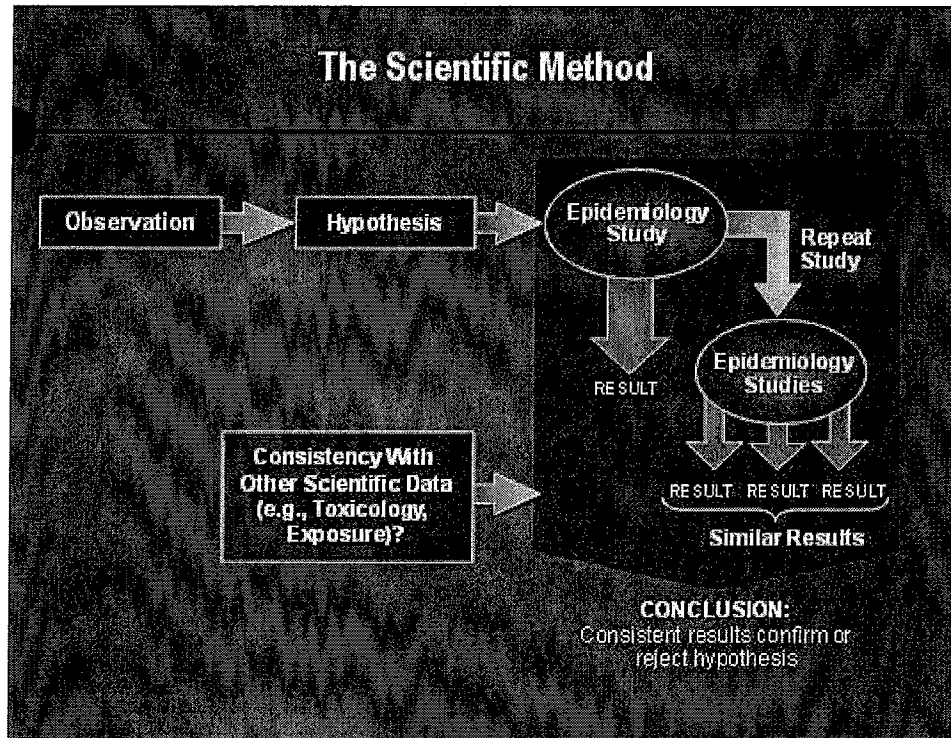 The Scientific Method
Observation
Hypothesis
Epidemiology
Study
Repeat
Study
RESULT
Epidemiology
Studies
RESULT RESULT RESULT
Similar Results
Consistency With
Other Scientific Data
(e.g., Toxicology,
Exposure)?
CONCLUSION:
Consistent results confirm or
reject hypothesis